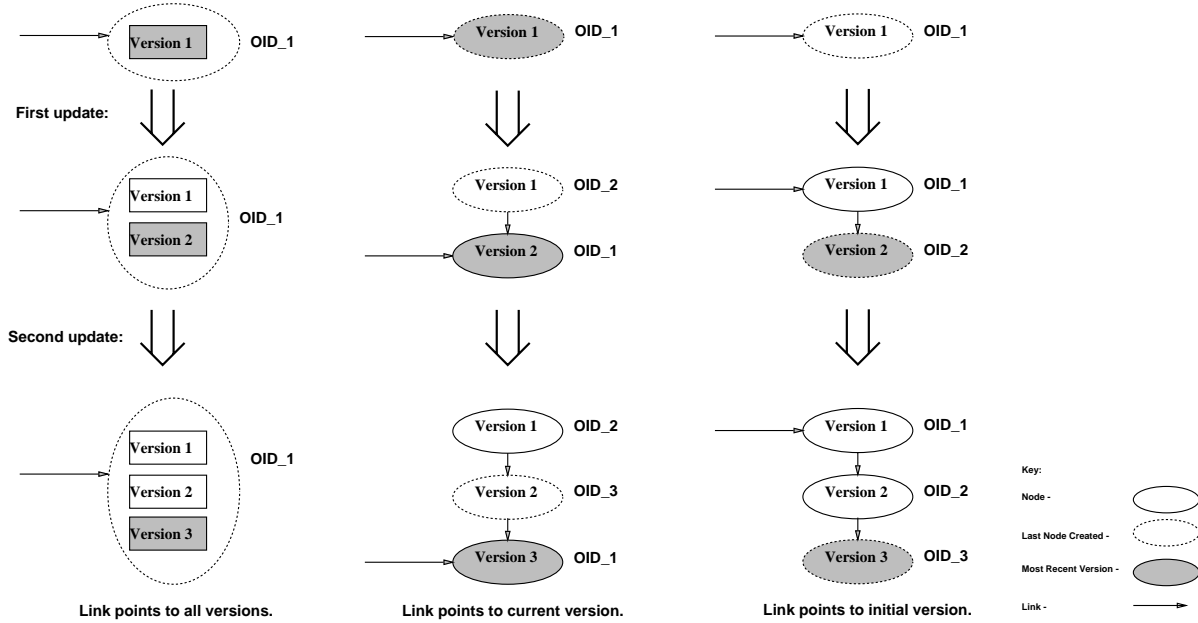 Version 1 OID_1 Version 1 OID_1 Version 1 OID_1
First update:
Version 1 Version 1 OID_2 Version 1 OID_1
OID_1
Version 2 Version 2 OID_1 Version 2 OID_2
Second update:
Version 1 Version 1 OID_2 Version 1 OID_1
OID_1
Version 2 Version 2 OID_3 Version 2 OID_2
Version 3 Version 3 OID_1 Version 3 OID_3
Link points to all versions. Link points to current version. Link points to initial version.
Key:
Node -
Last Node Created -
Most Recent Version -
Link -